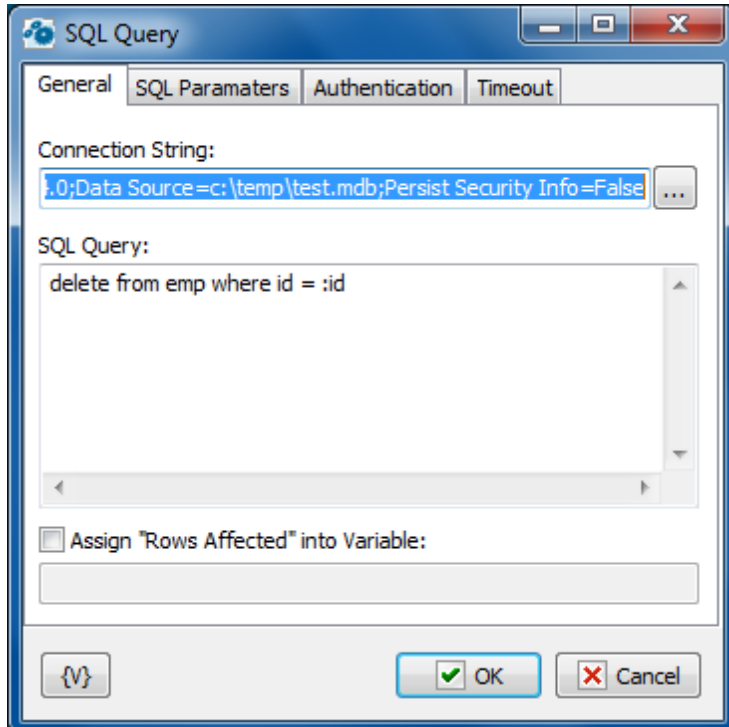 SQL Query
General SQL Paramaters Authentication Timeout
Connection String:
.0;Data Source=c:\temp\test.mdb;Persist Security Info=False ...
SQL Query:
delete from emp where id = :id
Assign "Rows Affected" into Variable:
{V} OK Cancel